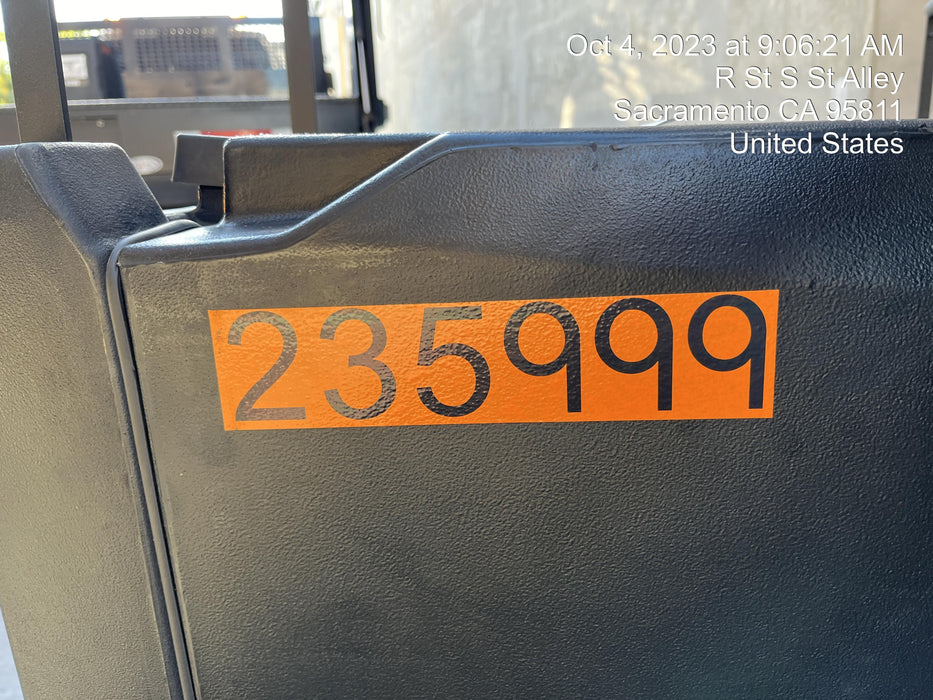 Oct 4, 2023 at 9:06:21 AM
R St S St Alley
Sacramento CA 95811
United States
235999